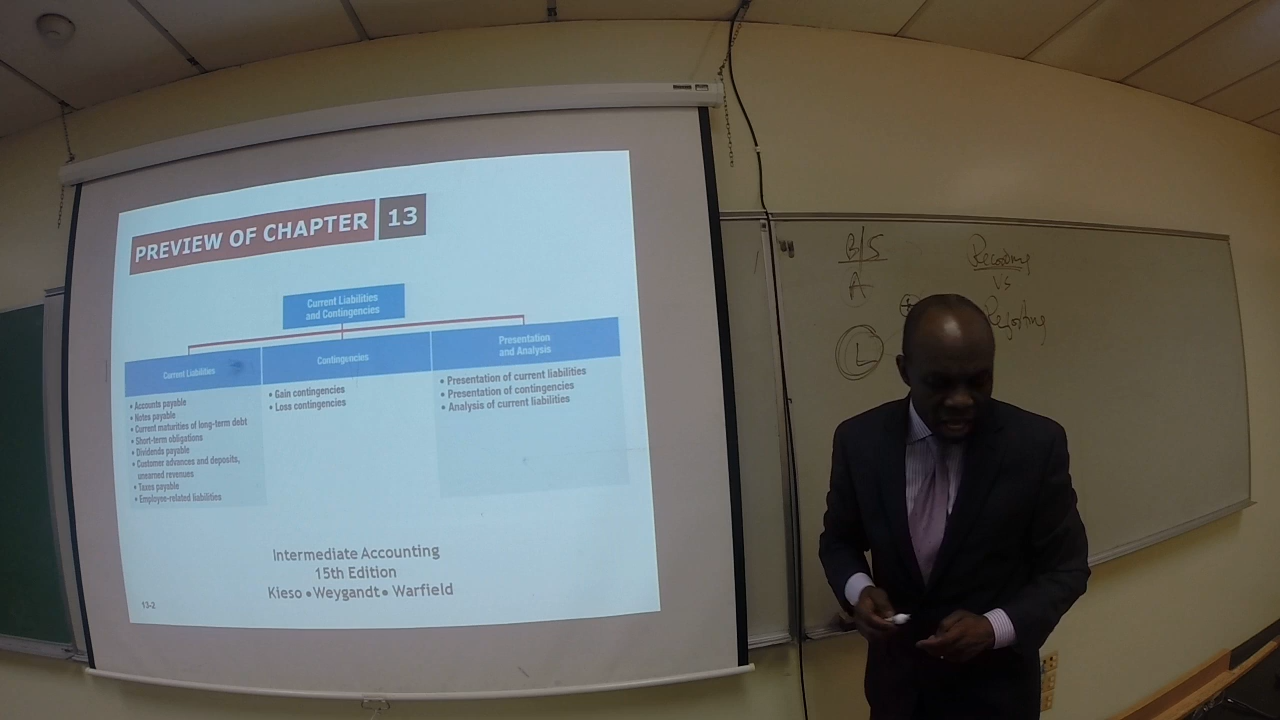 PREVIEW OF CHAPTER 13
Current Liabilities
and Contingencies
Current Liabilities
• Accounts payable
• Notes payable
• Current maturities of long-term debt
• Short-term obligations
• Dividends payable
• Customer advances and deposits,
unearned revenues
• Taxes payable
• Employee-related liabilities
Contingencies
• Gain contingencies
• Loss contingencies
Presentation
and Analysis
• Presentation of current liabilities
• Presentation of contingencies
• Analysis of current liabilities
Intermediate Accounting
15th Edition
Kieso • Weygandt • Warfield
13-2
B/S
A
L
Recording
Vs
Reporting